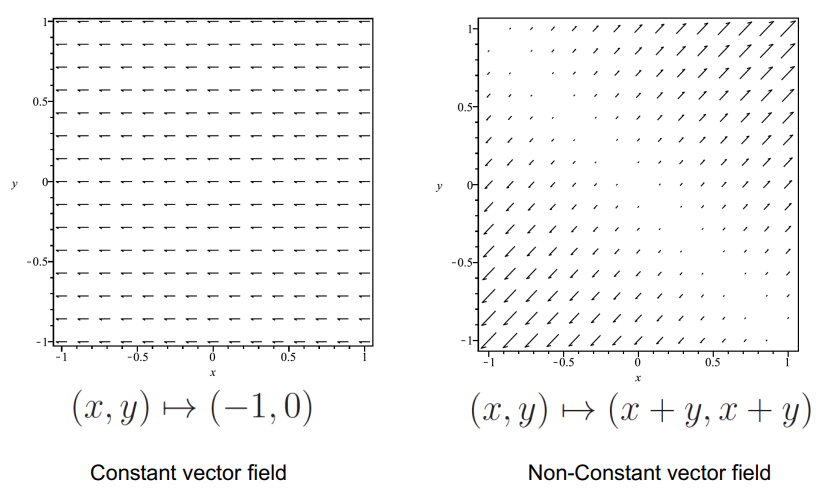 1
0.5
y
0
-0.5
-1
-1
-0.5
0
0.5
1
x
(x, y) ↦ (−1, 0)
Constant vector field
1
0.5
y
0
-0.5
-1
-1
-0.5
0
0.5
1
x
(x, y) ↦ (x + y, x + y)
Non-Constant vector field